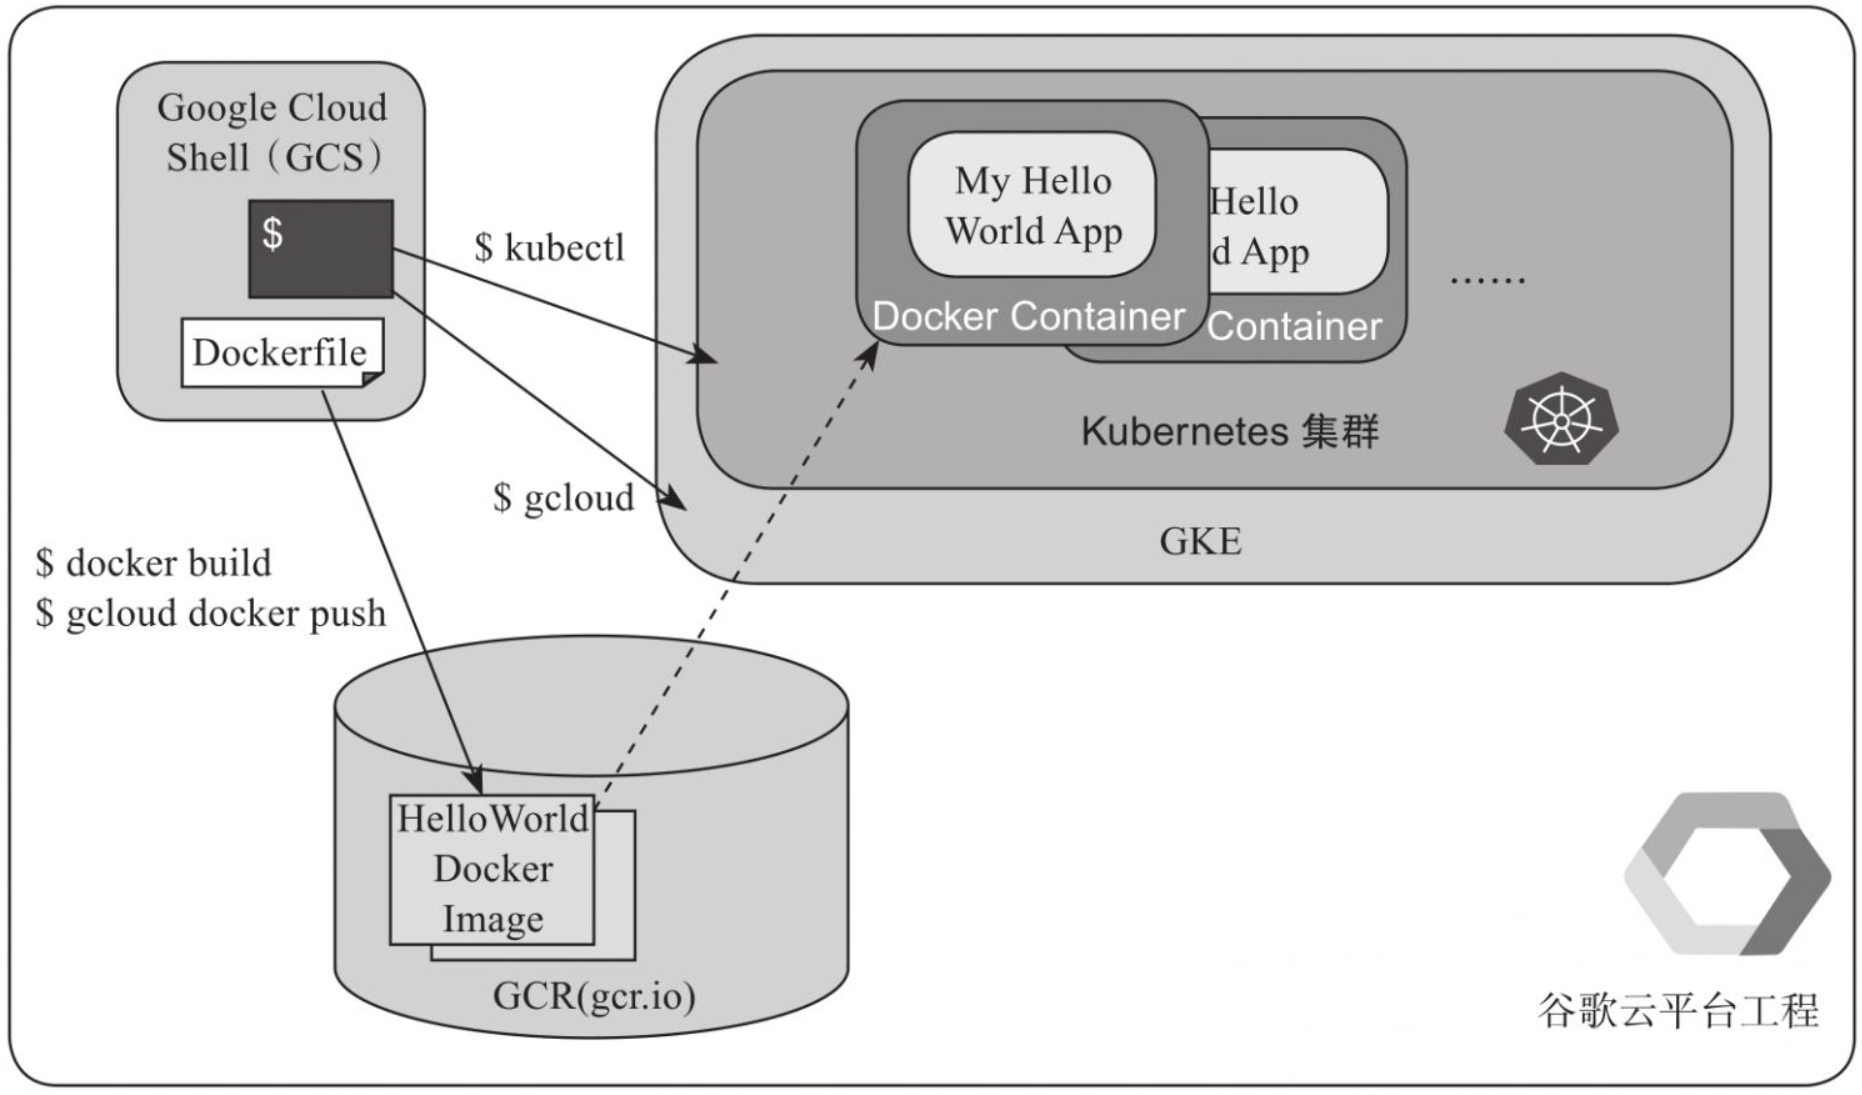 Google Cloud
Shell（GCS）
$
Dockerfile
$ kubectl
$ gcloud
$ docker build
$ gcloud docker push
My Hello
World App
Docker Container
Hello
d App
Container
……
Kubernetes 集群
GKE
HelloWorld
Docker
Image
GCR(gcr.io)
谷歌云平台工程